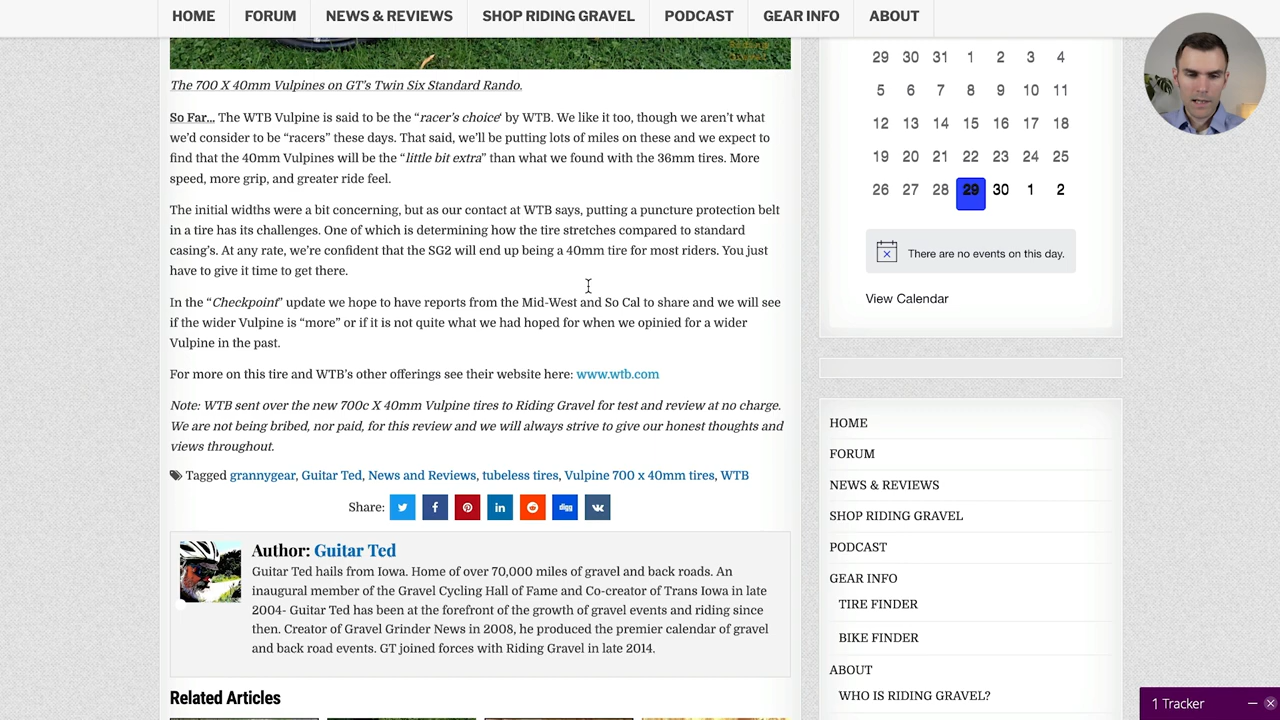 HOME
FORUM
NEWS & REVIEWS
SHOP RIDING GRAVEL
PODCAST
GEAR INFO
ABOUT
The 700 X 40mm Vulpines on GT's Twin Six Standard Rando.
So Far... The WTB Vulpine is said to be the “racer’s choice‘ by WTB. We like it too, though we aren’t what
we’d consider to be “racers” these days. That said, we’ll be putting lots of miles on these and we expect to
find that the 40mm Vulpines will be the “little bit extra” than what we found with the 36mm tires. More
speed, more grip, and greater ride feel.
The initial widths were a bit concerning, but as our contact at WTB says, putting a puncture protection belt
in a tire has its challenges. One of which is determining how the tire stretches compared to standard
casing’s. At any rate, we’re confident that the SG2 will end up being a 40mm tire for most riders. You just
have to give it time to get there.
In the “Checkpoint” update we hope to have reports from the Mid-West and So Cal to share and we will see
if the wider Vulpine is “more” or if it is not quite what we had hoped for when we opinied for a wider
Vulpine in the past.
For more on this tire and WTB’s other offerings see their website here: www.wtb.com
Note: WTB sent over the new 700c X 40mm Vulpine tires to Riding Gravel for test and review at no charge.
We are not being bribed, nor paid, for this review and we will always strive to give our honest thoughts and
views throughout.
Tagged grannygear, Guitar Ted, News and Reviews, tubeless tires, Vulpine 700 x 40mm tires, WTB
Share:
digg
Author: Guitar Ted
Guitar Ted hails from Iowa. Home of over 70,000 miles of gravel and back roads. An
inaugural member of the Gravel Cycling Hall of Fame and Co-creator of Trans Iowa in late
2004- Guitar Ted has been at the forefront of the growth of gravel events and riding since
then. Creator of Gravel Grinder News in 2008, he produced the premier calendar of gravel
and back road events. GT joined forces with Riding Gravel in late 2014.
Related Articles
29 30 31 1 2 3 4
5 6 7 8 9 10 11
12 13 14 15 16 17 18
19 20 21 22 23 24 25
26 27 28 29 30 1 2
There are no events on this day.
View Calendar
HOME
FORUM
NEWS & REVIEWS
SHOP RIDING GRAVEL
PODCAST
GEAR INFO
TIRE FINDER
BIKE FINDER
ABOUT
WHO IS RIDING GRAVEL?
1 Tracker